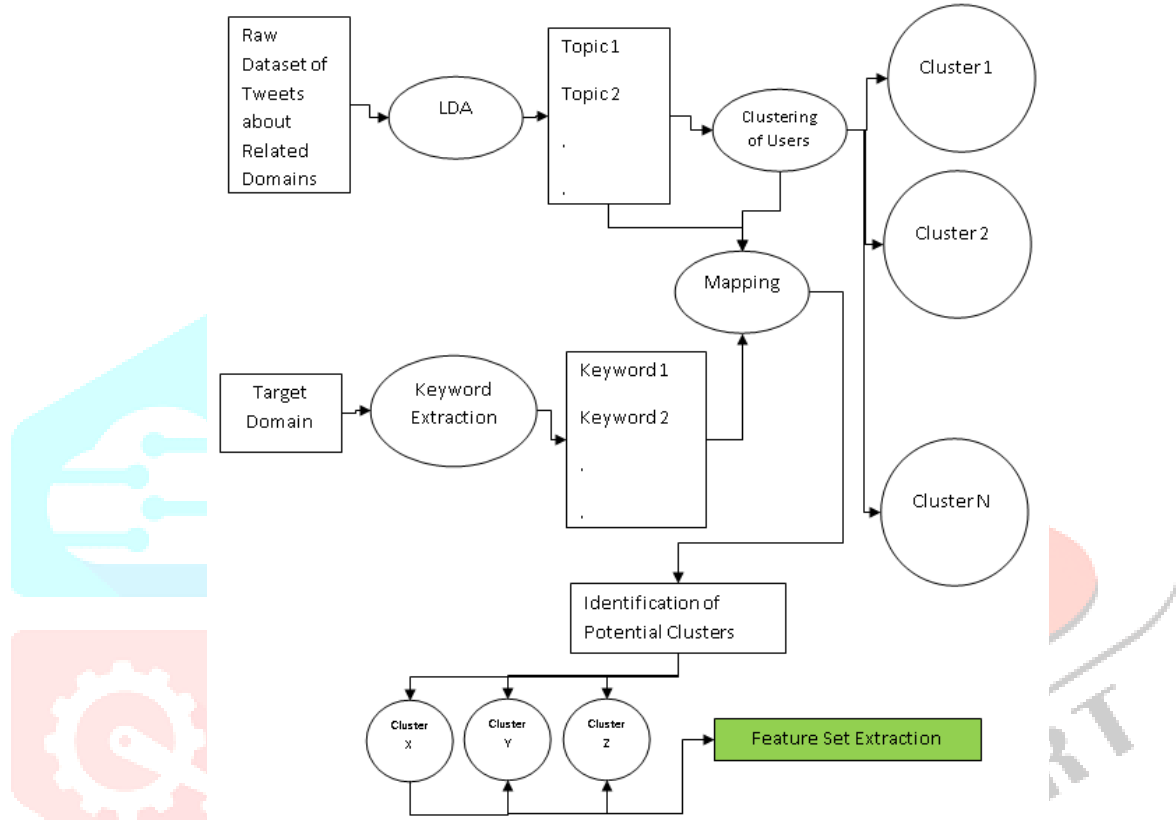 Raw
Dataset of
Tweets
about
Related
Domains
LDA
Topic 1
Topic 2
.
.
Clustering
of Users
Cluster 1
Cluster 2
Cluster N
Mapping
Target
Domain
Keyword
Extraction
Keyword 1
Keyword 2
.
.
Identification of
Potential Clusters
Cluster
X
Cluster
Y
Cluster
Z
Feature Set Extraction
RT